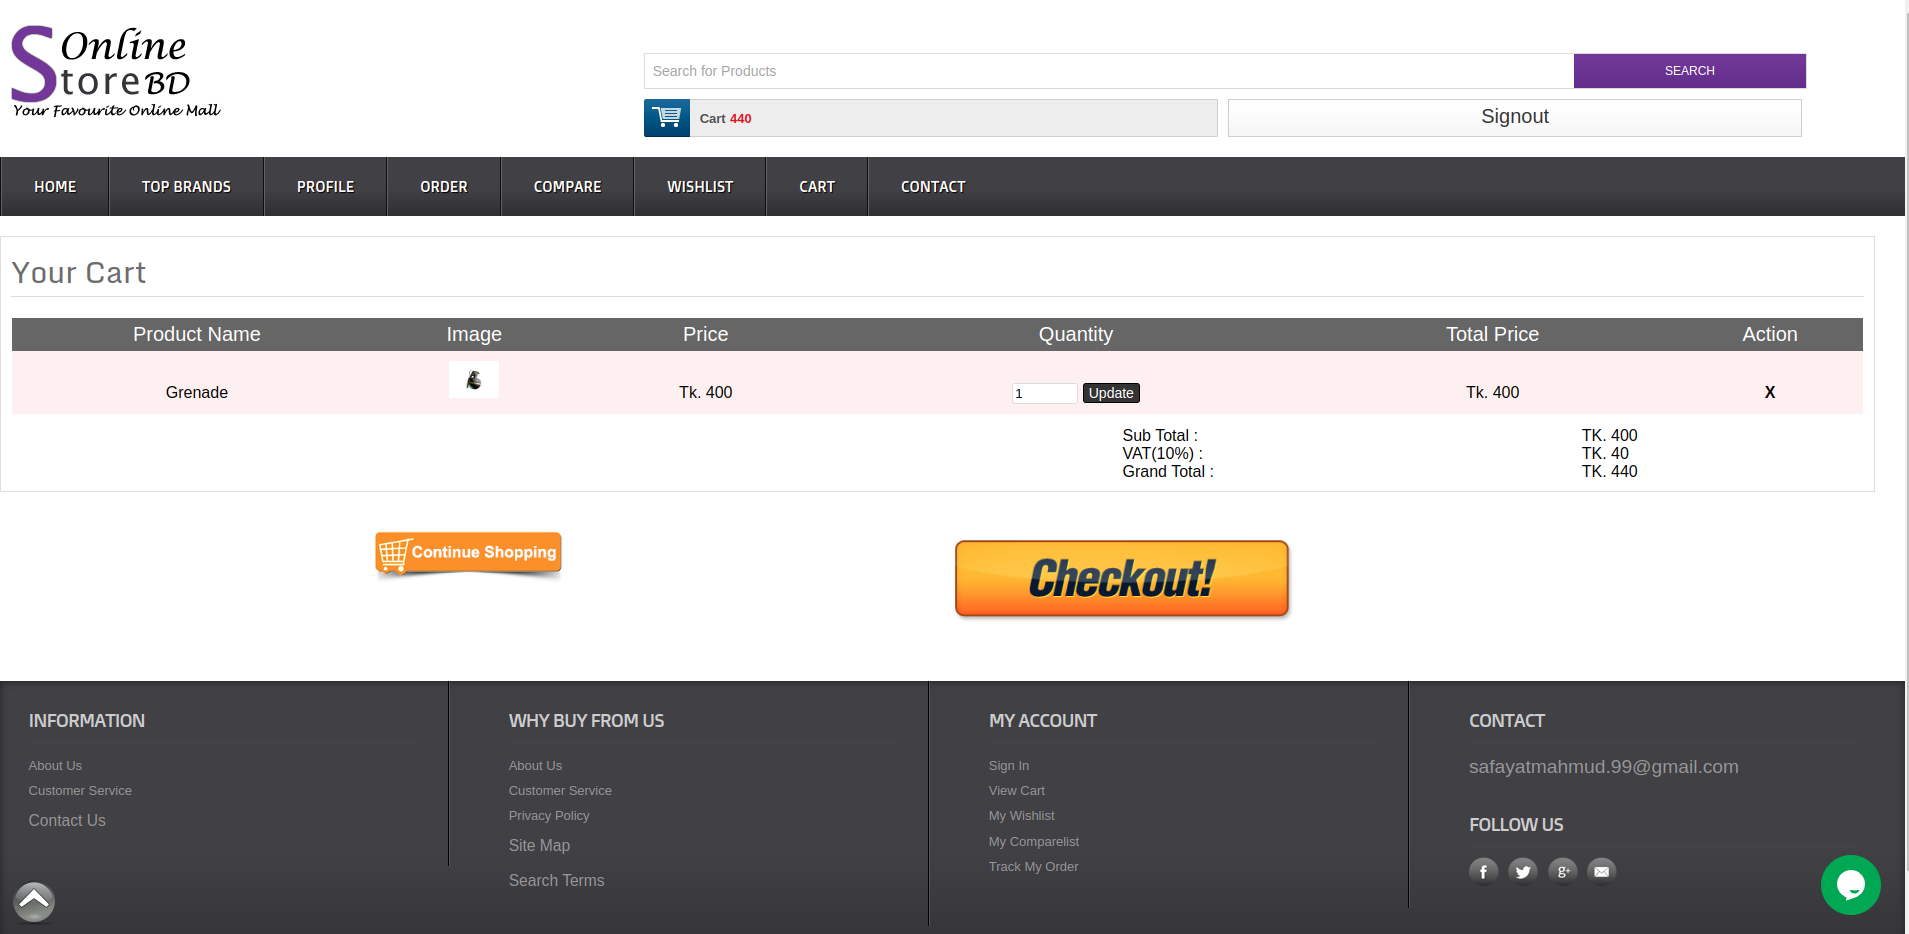 Online
Store BD
Your Favourite Online Mall
Search for Products
SEARCH
Cart 440
Signout
HOME TOP BRANDS PROFILE ORDER COMPARE WISHLIST CART CONTACT
Your Cart
Product Name Image Price Quantity Total Price Action
Grenade Tk. 400 1 Update Tk. 400 X
Sub Total : TK. 400
VAT(10%) : TK. 40
Grand Total : TK. 440
Continue Shopping
Checkout!
INFORMATION
About Us
Customer Service
Contact Us
WHY BUY FROM US
About Us
Customer Service
Privacy Policy
Site Map
Search Terms
MY ACCOUNT
Sign In
View Cart
My Wishlist
My Comparelist
Track My Order
CONTACT
safayatmahmud.99@gmail.com
FOLLOW US